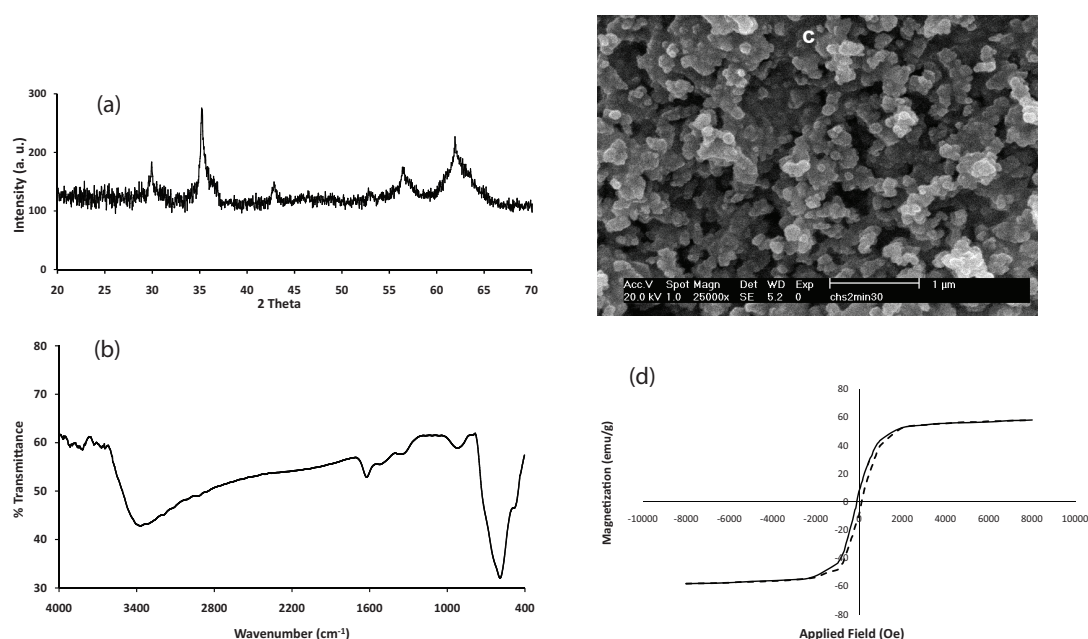 (a)
300
200
100
0
Intensity (a. u.)
20 25 30 35 40 45 50 55 60 65 70
2 Theta
c
Acc.V Spot Magn Det WD Exp 1 µm
20.0 kV 1.0 25000x SE 5.2 0 chs2min30
(b)
80
70
60
50
40
30
% Transmittance
4000 3400 2800 2200 1600 1000 400
Wavenumber (cm⁻¹)
(d)
80
60
40
20
0
-20
-40
-60
-80
Magnetization (emu/g)
-10000 -8000 -6000 -4000 -2000 0 2000 4000 6000 8000 10000
Applied Field (Oe)